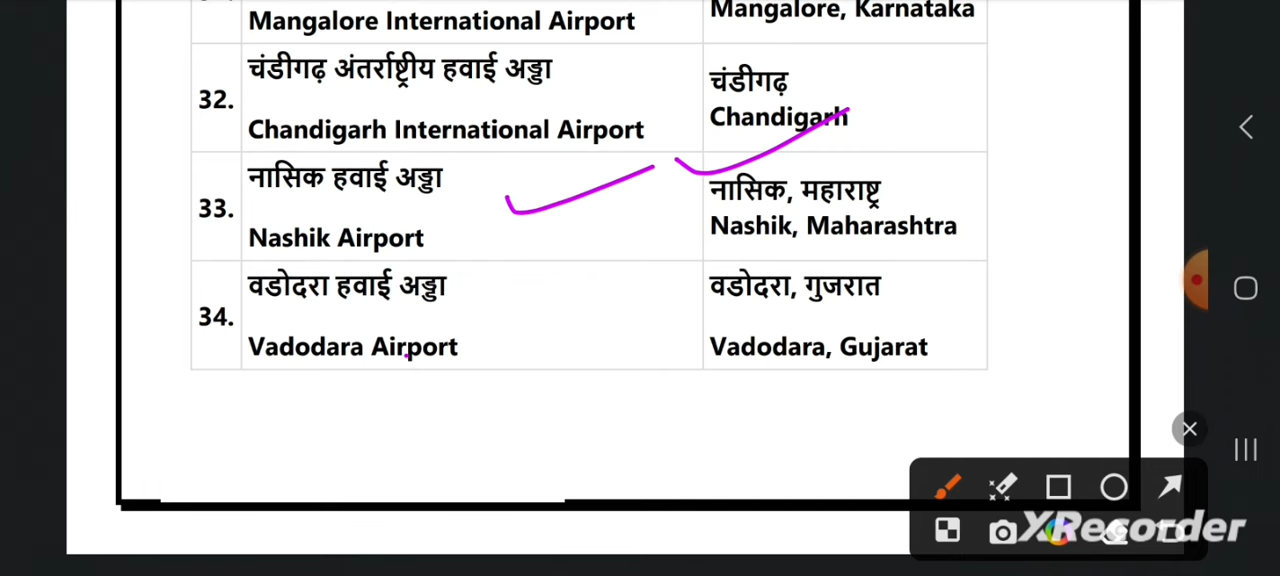 Mangalore International Airport
Mangalore, Karnataka
32.
चंडीगढ़ अंतर्राष्ट्रीय हवाई अड्डा
Chandigarh International Airport
चंडीगढ़
Chandigarh
33.
नासिक हवाई अड्डा
Nashik Airport
नासिक, महाराष्ट्र
Nashik, Maharashtra
34.
वडोदरा हवाई अड्डा
Vadodara Airport
वडोदरा, गुजरात
Vadodara, Gujarat
XRecorder